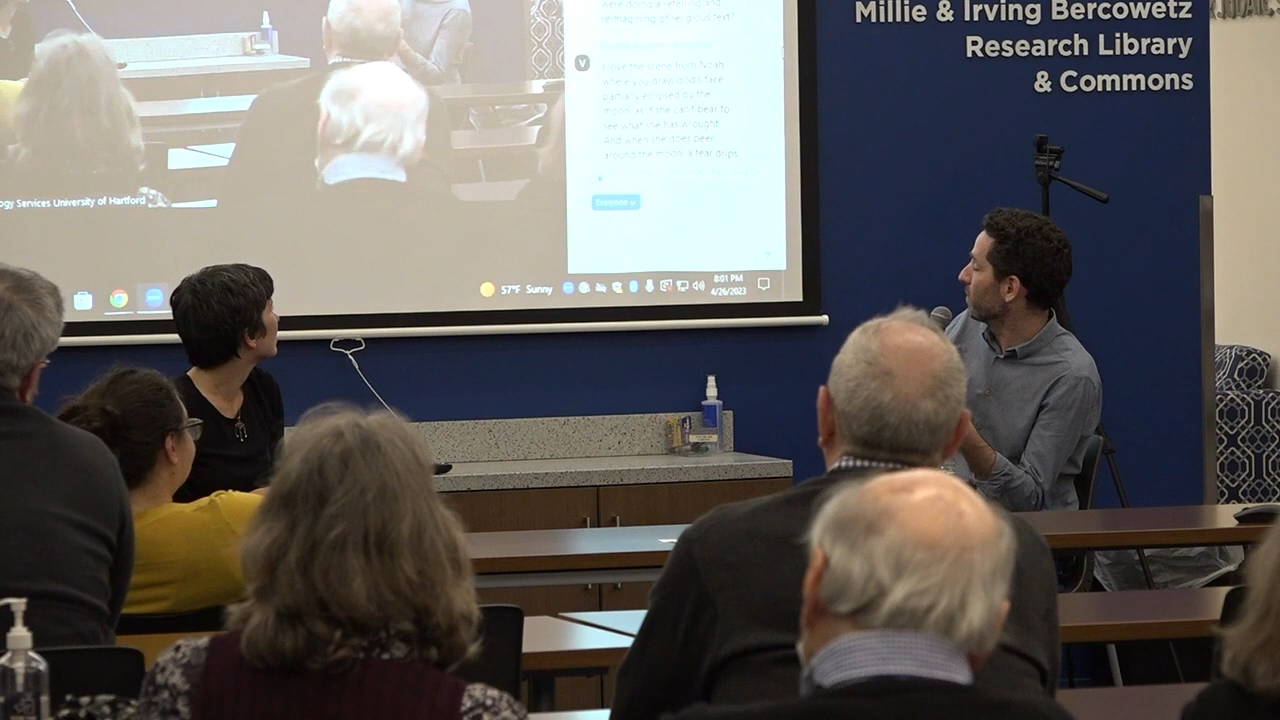 Millie & Irving Bercowetz
Research Library
& Commons
were doing a retelling and
reimagining of religious text?
V
I love the scene from Noah
where you draw god's face
partially eclipsed by the
moon, as if she can't bear to
see what she has wrought.
And when she does peer
around the moon, a tear drips
Everyone
ogy Services University of Hartford
57°F Sunny
8:01 PM
4/26/2023